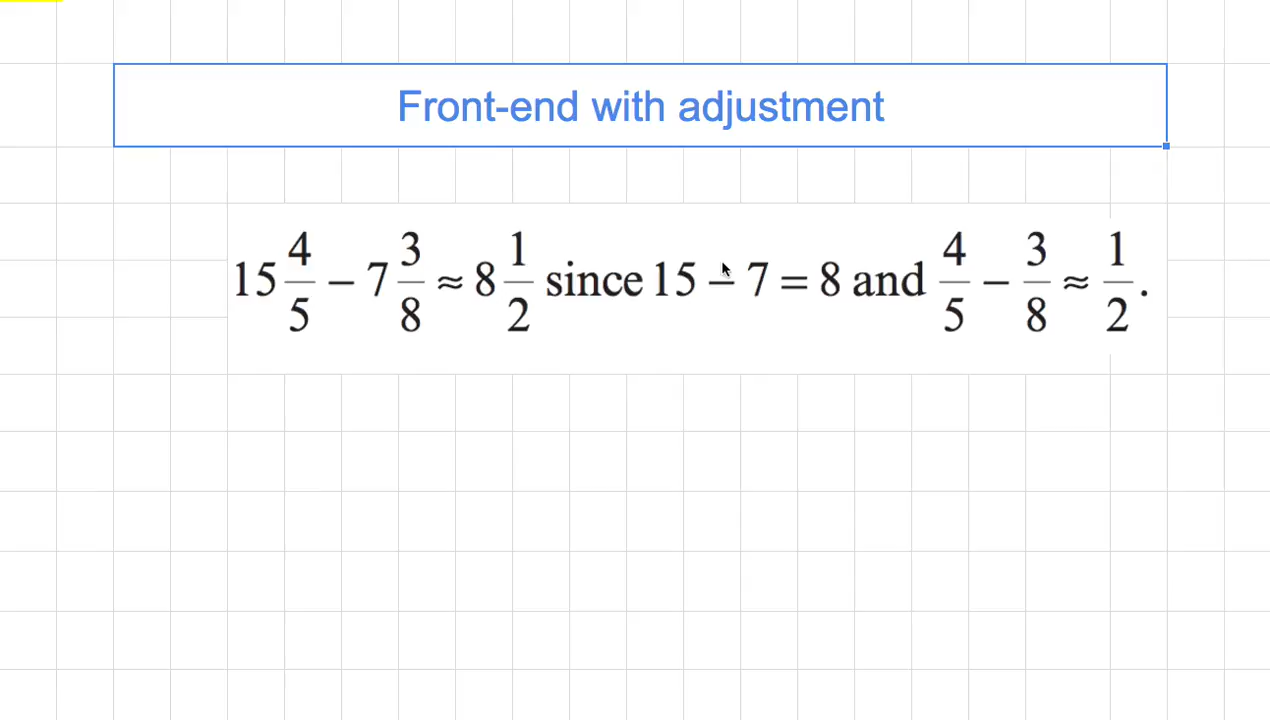 Front-end with adjustment
15 4/5 − 7 3/8 ≈ 8 1/2 since 15 − 7 = 8 and 4/5 − 3/8 ≈ 1/2.